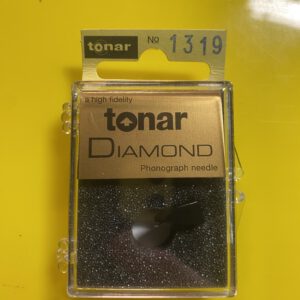 tonar No 1319
a high fidelity
tonar
DIAMOND
Phonograph needle